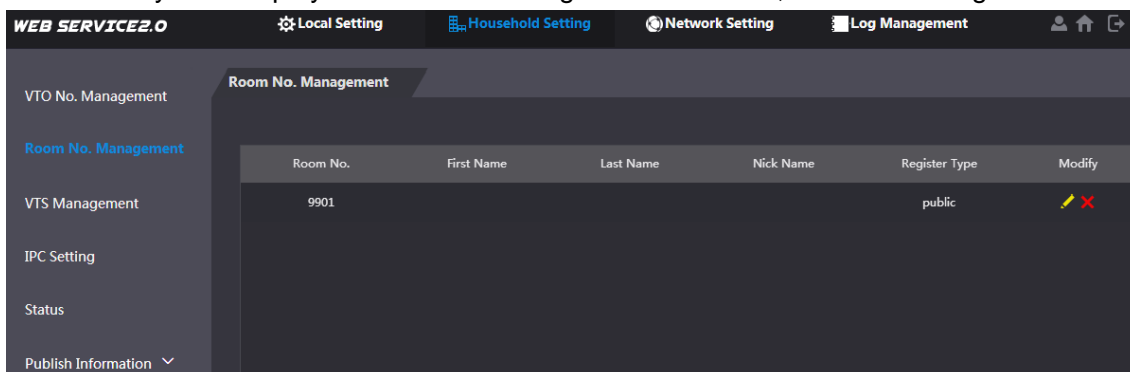 WEB SERVICE2.0
Local Setting
Household Setting
Network Setting
Log Management
VTO No. Management
Room No. Management
VTS Management
IPC Setting
Status
Publish Information
Room No. Management
Room No. First Name Last Name Nick Name Register Type Modify
9901 public